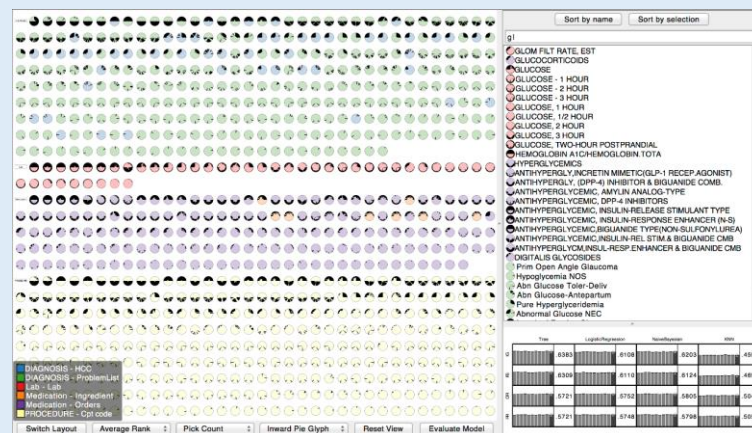 Sort by name
Sort by selection
gl
GLOM FILT RATE, EST
GLUCOCORTICOIDS
GLUCOSE
GLUCOSE - 1 HOUR
GLUCOSE - 2 HOUR
GLUCOSE - 3 HOUR
GLUCOSE, 1 HOUR
GLUCOSE, 1/2 HOUR
GLUCOSE, 2 HOUR
GLUCOSE, 3 HOUR
GLUCOSE, TWO-HOUR POSTPRANDIAL
HEMOGLOBIN A1C/HEMOGLOBIN.TOTA
HYPERGLYCEMICS
ANTIHYPERGLY,INCRETIN MIMETIC(GLP-1 RECEP.AGONIST)
ANTIHYPERGLY, (DPP-4) INHIBITOR & BIGUANIDE COMB.
ANTIHYPERGLYCEMIC, AMYLIN ANALOG-TYPE
ANTIHYPERGLYCEMIC, DPP-4 INHIBITORS
ANTIHYPERGLYCEMIC, INSULIN-RELEASE STIMULANT TYPE
ANTIHYPERGLYCEMIC, INSULIN-RESPONSE ENHANCER (N-S)
ANTIHYPERGLYCEMIC,BIGUANIDE TYPE(NON-SULFONYLUREA)
ANTIHYPERGLYCEMIC,INSULIN-REL STIM.& BIGUANIDE CMB
ANTIHYPERGLYCM,INSUL-RESP.ENHANCER & BIGUANIDE CMB
DIGITALIS GLYCOSIDES
Prim Open Angle Glaucoma
Hypoglycemia NOS
Abn Glucose Toler-Deliv
Abn Glucose-Antepartum
Pure Hyperglyceridemia
Abnormal Glucose NEC
DIAGNOSIS - HCC
DIAGNOSIS - ProblemList
Lab - Lab
Medication - Ingredient
Medication - Orders
PROCEDURE - Cpt code
Switch Layout
Average Rank
Pick Count
Inward Pie Glyph
Reset View
Evaluate Model
Tree
LogisticRegression
NaiveBayesian
KNN
.6383
.6108
.6203
.6309
.6110
.6124
.5721
.5752
.5805
.5721
.5748
.5798